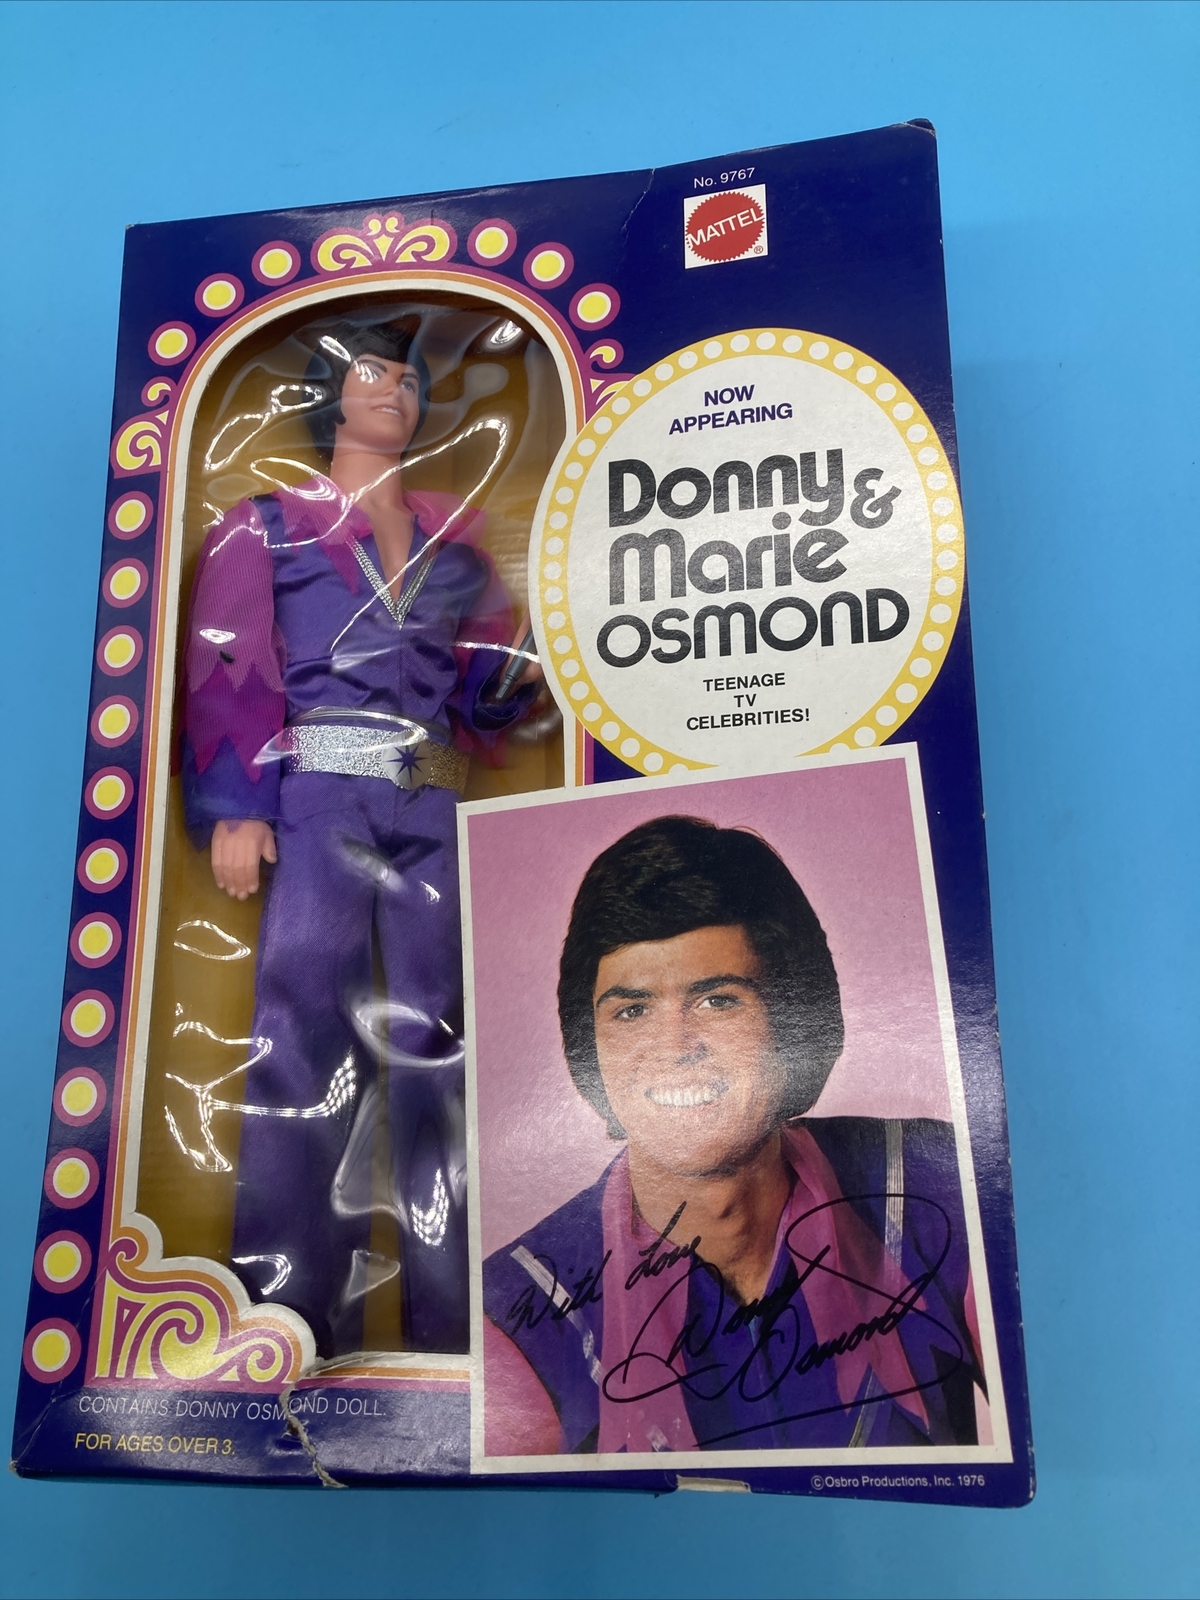 No. 9767
MATTEL
®
NOW
APPEARING
Donny &
Marie
OSMOND
TEENAGE
TV
CELEBRITIES!
With Love
Donny
Osmond
CONTAINS DONNY OSMOND DOLL.
FOR AGES OVER 3.
©Osbro Productions, Inc. 1976